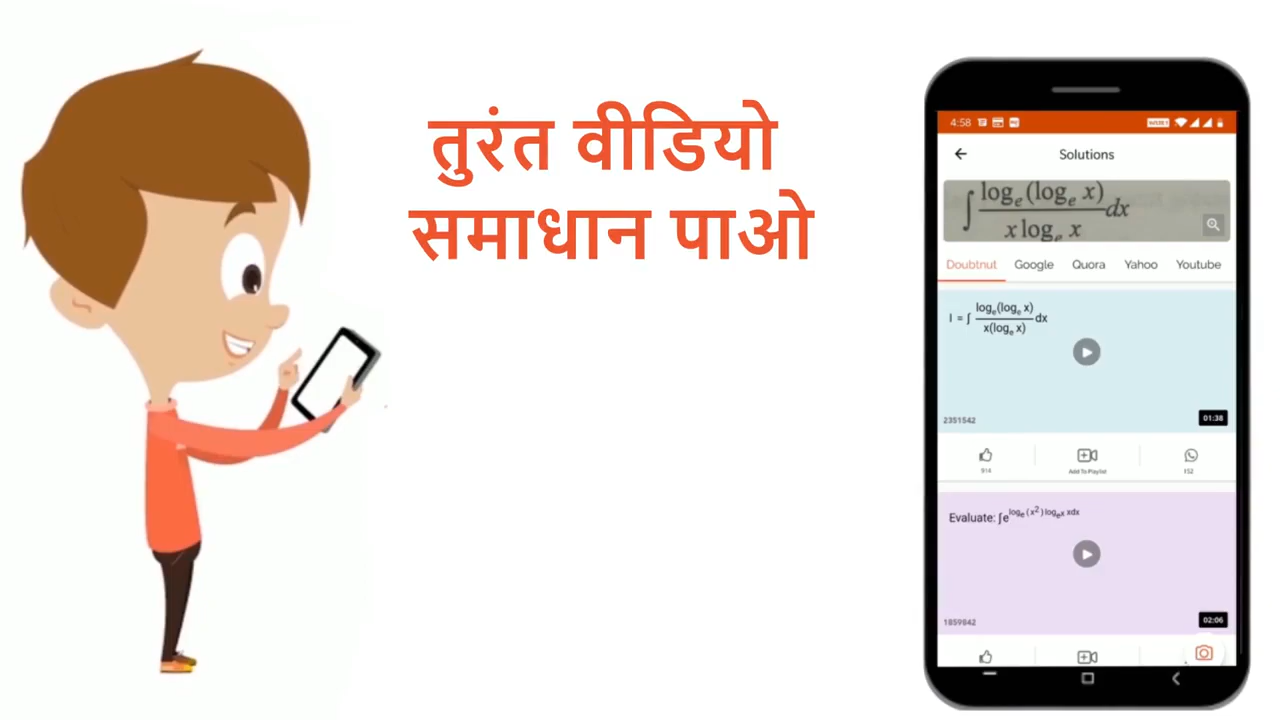 तुरंत वीडियो
समाधान पाओ
4:58
Solutions
∫ logₑ(logₑ x) / x logₑ x dx
Doubtnut Google Quora Yahoo Youtube
I = ∫ logₑ(logₑ x) / x(logₑ x) dx
2351542 01:38
914 Add To Playlist 152
Evaluate: ∫e^logₑ(x²) logₑx xdx
1859842 02:06